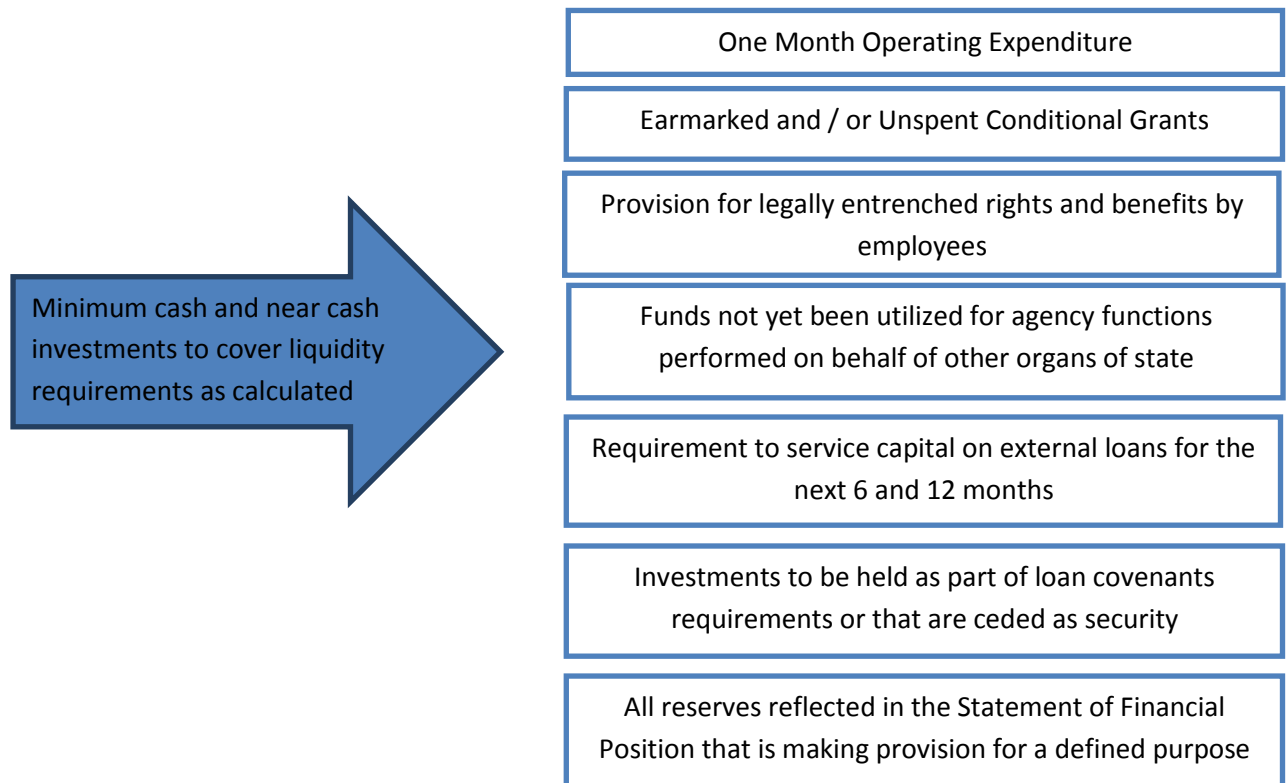 One Month Operating Expenditure
Earmarked and / or Unspent Conditional Grants
Provision for legally entrenched rights and benefits by
employees
Minimum cash and near cash
investments to cover liquidity
requirements as calculated
Funds not yet been utilized for agency functions
performed on behalf of other organs of state
Requirement to service capital on external loans for the
next 6 and 12 months
Investments to be held as part of loan covenants
requirements or that are ceded as security
All reserves reflected in the Statement of Financial
Position that is making provision for a defined purpose